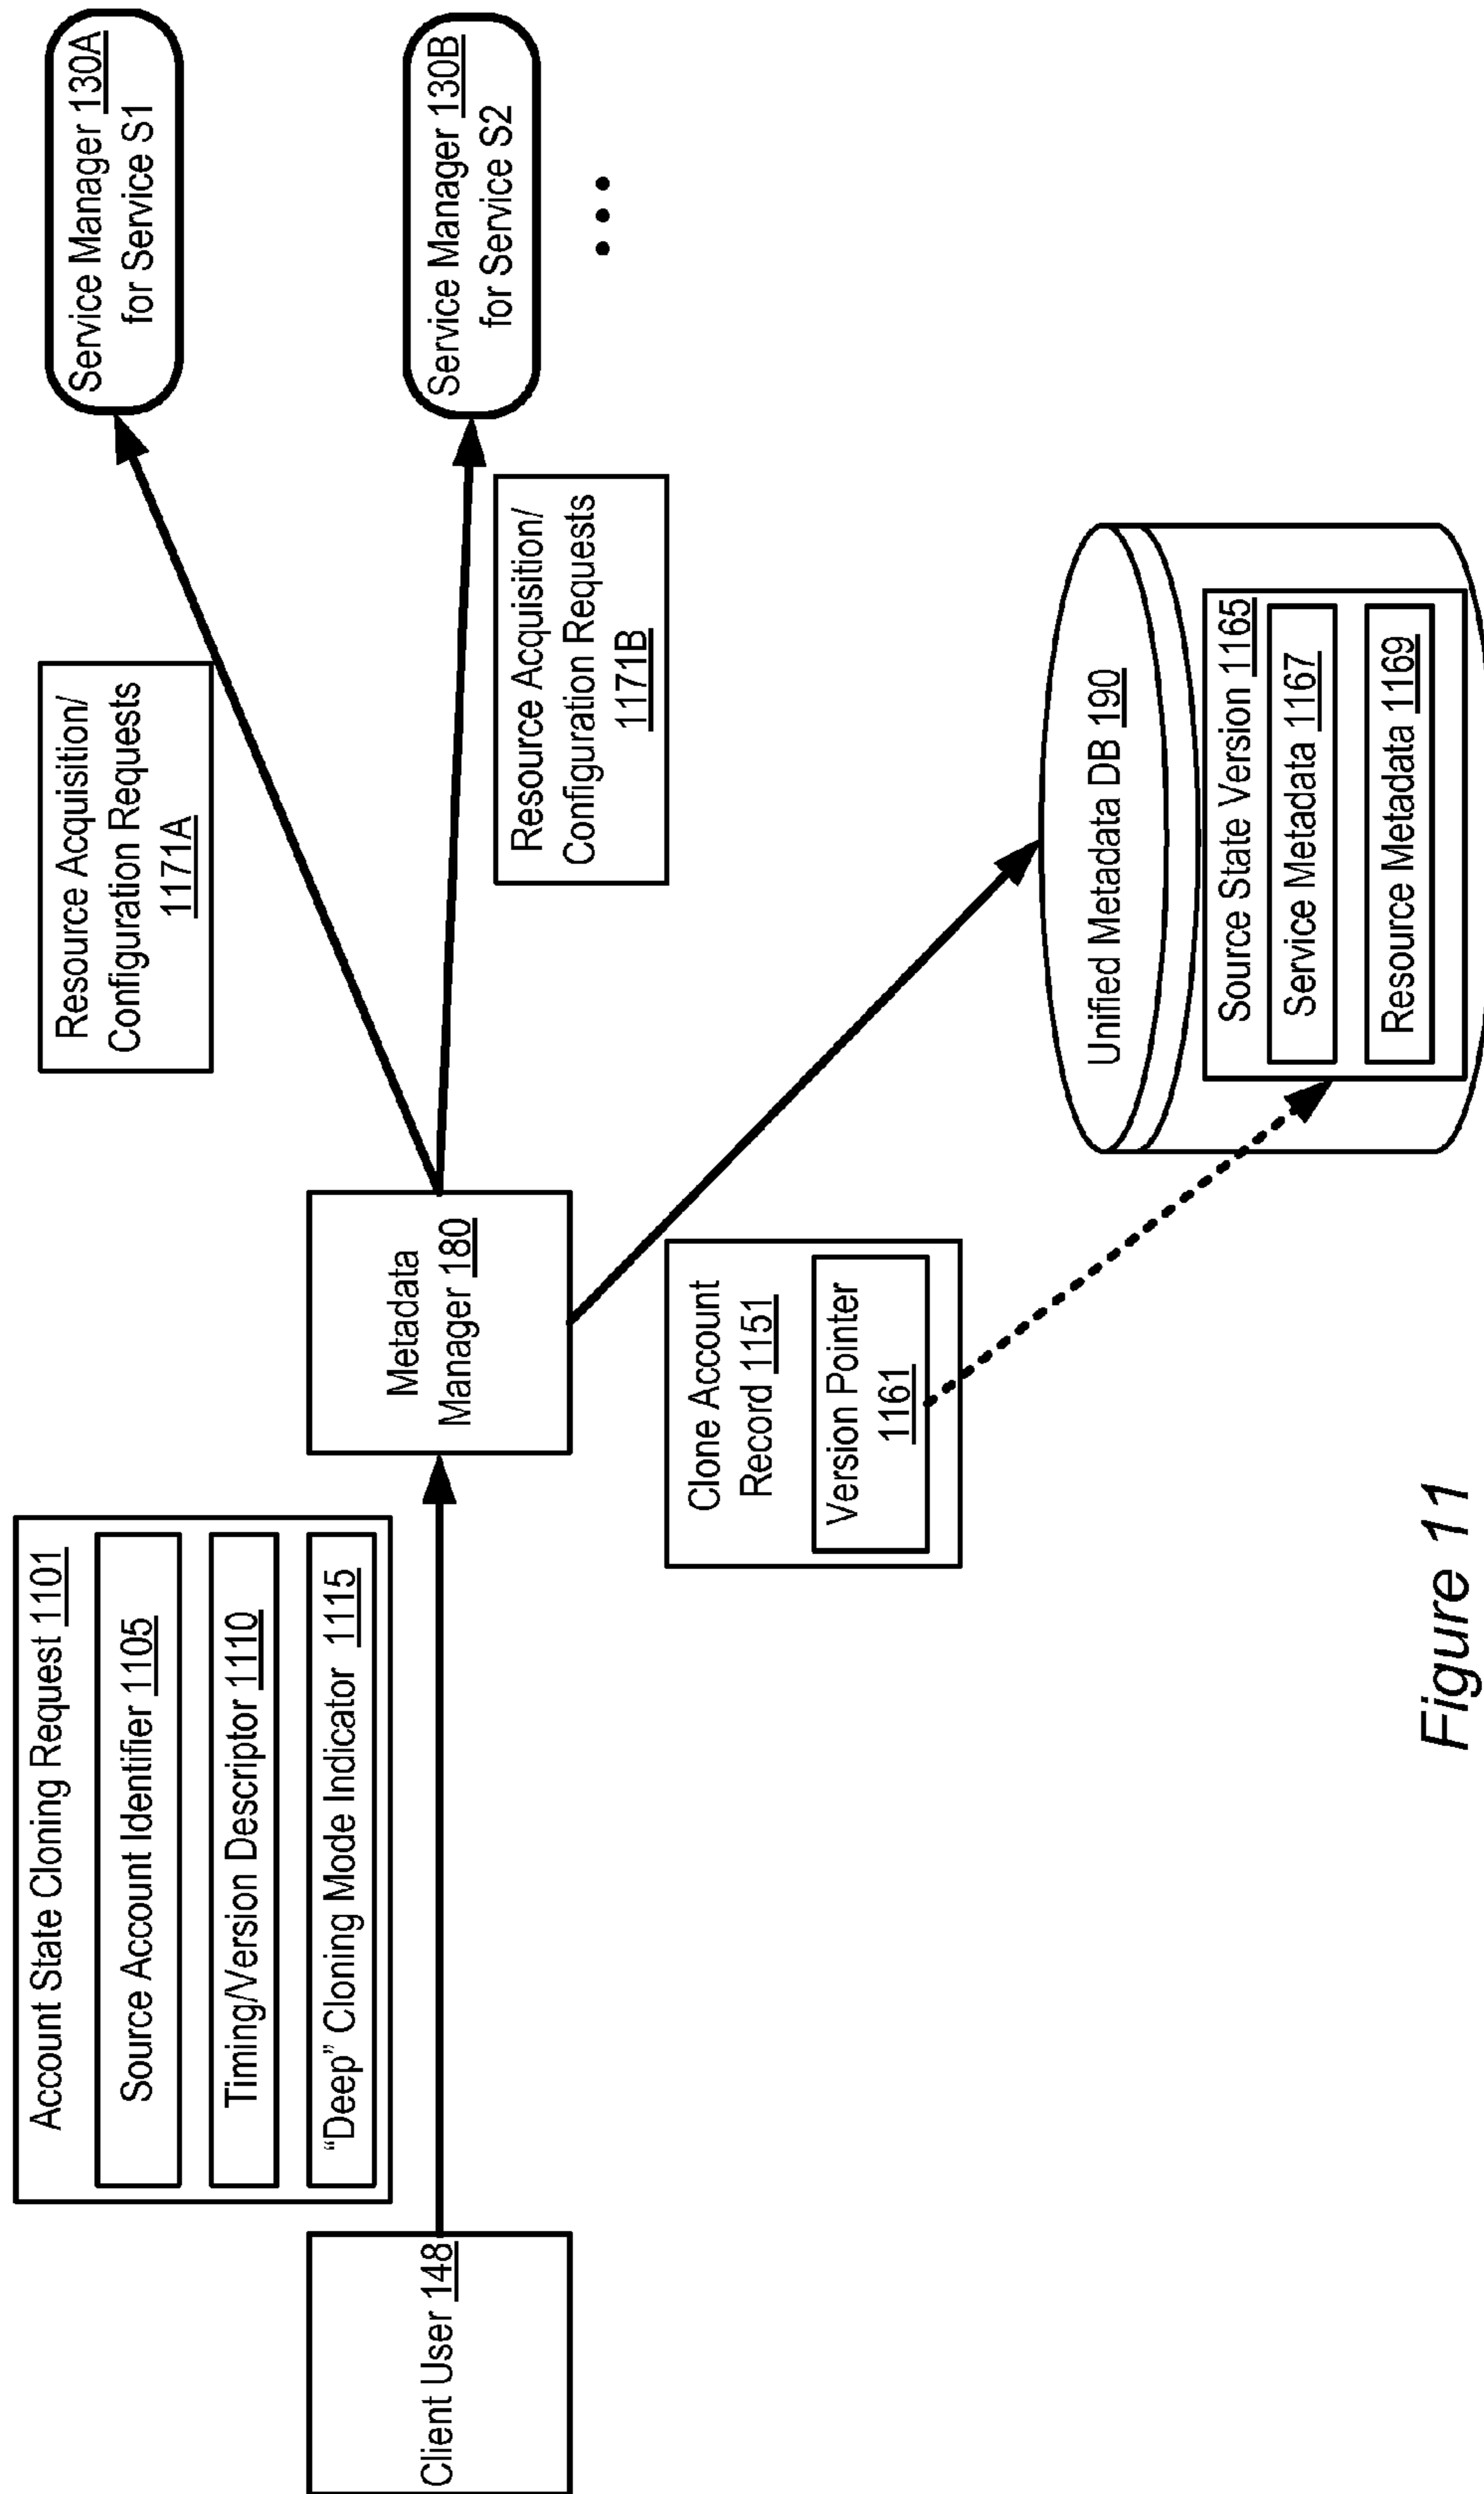 Account State Cloning Request 1101
Source Account Identifier 1105
Timing/Version Descriptor 1110
“Deep” Cloning Mode Indicator 1115
Client User 148
Metadata
Manager 180
Resource Acquisition/
Configuration Requests
1171A
Service Manager 130A
for Service S1
Resource Acquisition/
Configuration Requests
1171B
Service Manager 130B
for Service S2
Clone Account
Record 1151
Version Pointer
1161
Unified Metadata DB 190
Source State Version 1165
Service Metadata 1167
Resource Metadata 1169
Figure 11